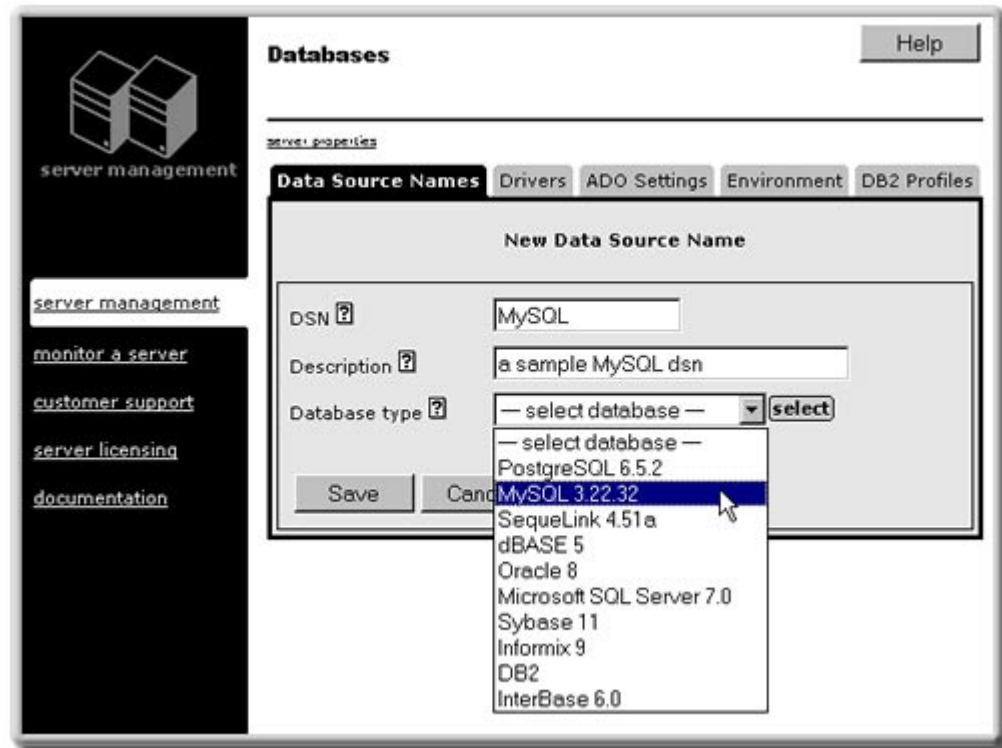 Databases
Help
server management
server properties
Data Source Names Drivers ADO Settings Environment DB2 Profiles
New Data Source Name
server management
monitor a server
customer support
server licensing
documentation
DSN ? MySQL
Description ? a sample MySQL dsn
Database type ? — select database — select
— select database —
PostgreSQL 6.5.2
MySQL 3.22.32
SequeLink 4.51a
dBASE 5
Oracle 8
Microsoft SQL Server 7.0
Sybase 11
Informix 9
DB2
InterBase 6.0
Save Canc